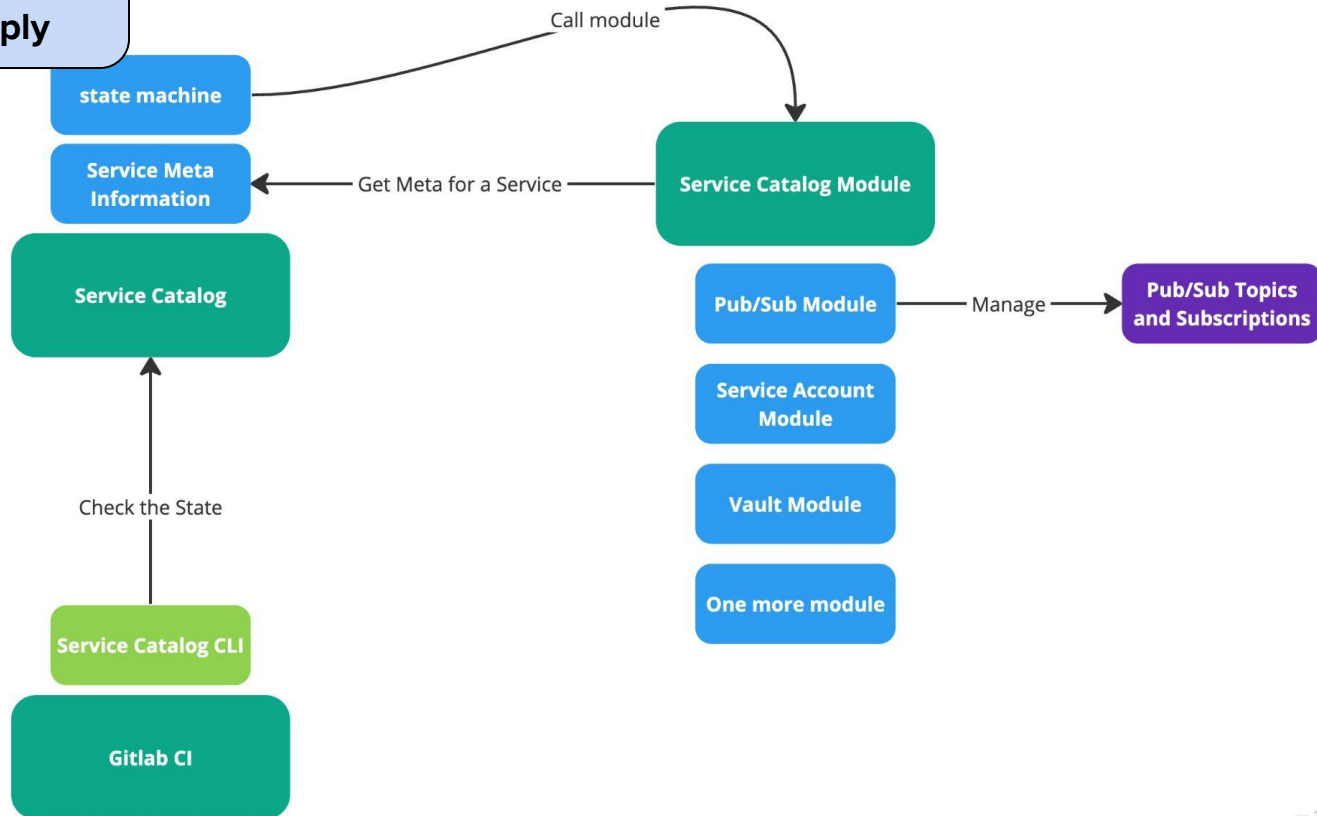 ply
Call module
state machine
Service Meta
Information
Get Meta for a Service
Service Catalog Module
Service Catalog
Pub/Sub Module
Manage
Pub/Sub Topics
and Subscriptions
Service Account
Module
Check the State
Vault Module
One more module
Service Catalog CLI
Gitlab CI